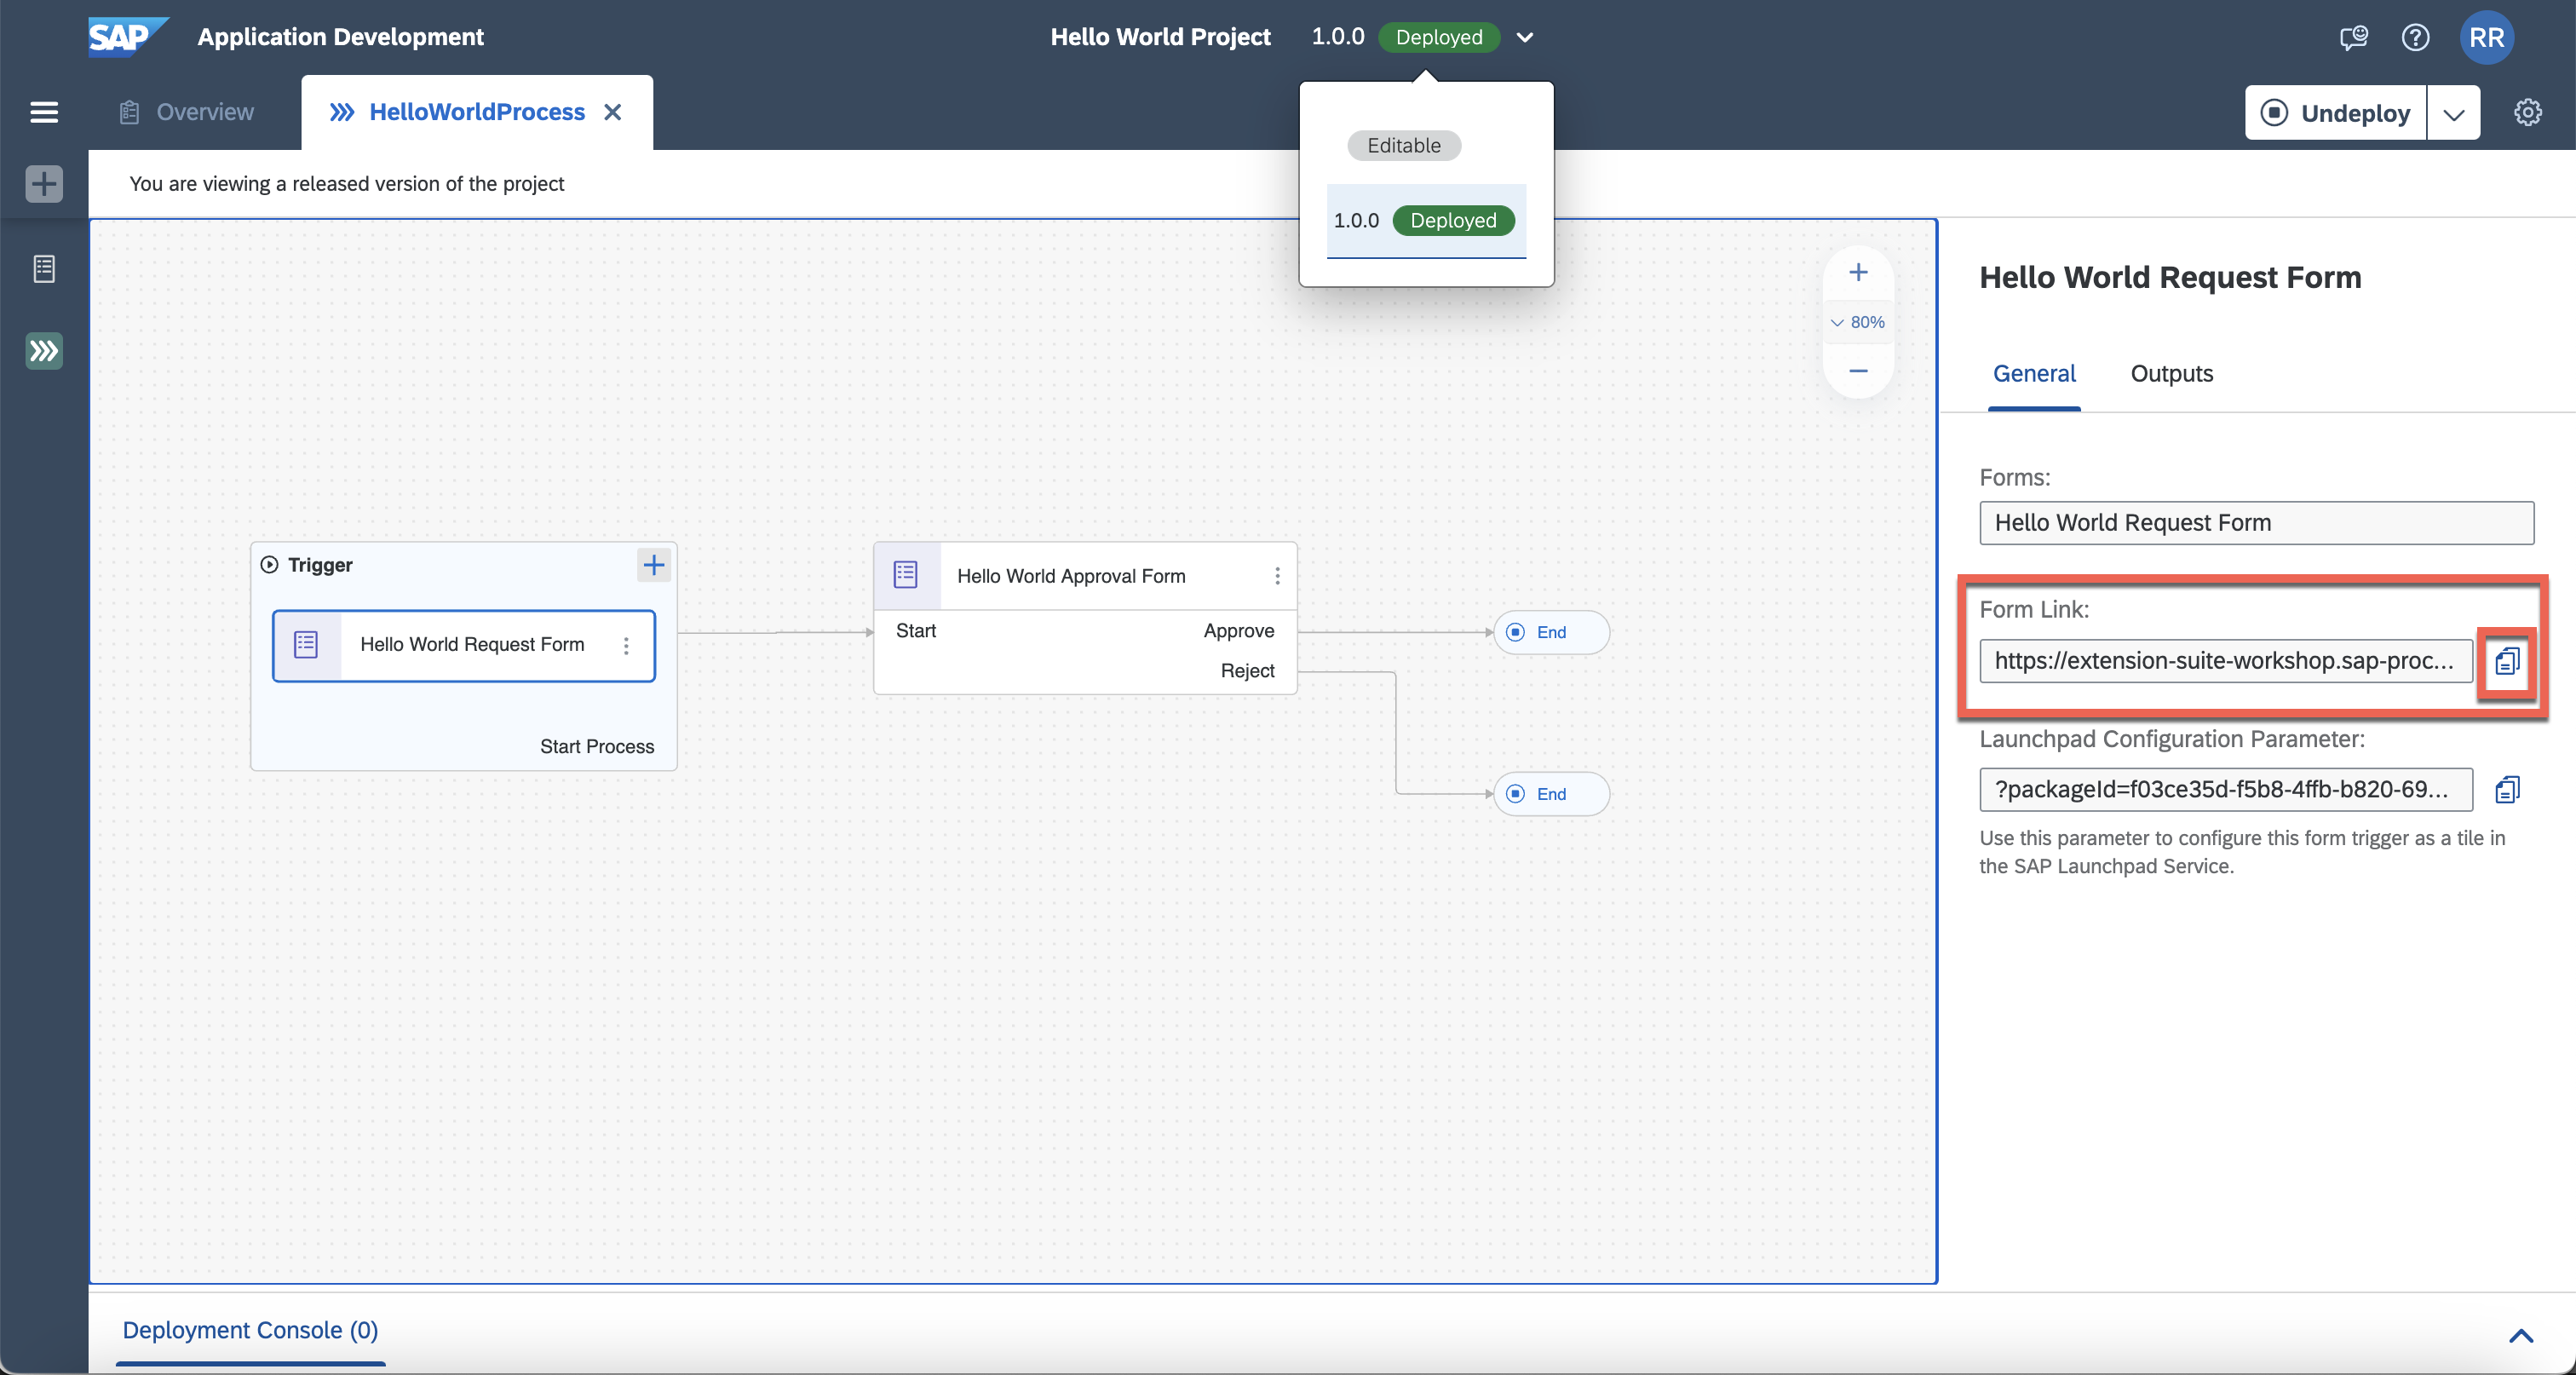 SAP Application Development
Hello World Project 1.0.0 Deployed
RR
Overview
HelloWorldProcess
Undeploy
Editable
1.0.0 Deployed
You are viewing a released version of the project
80%
Trigger
Hello World Request Form
Start Process
Hello World Approval Form
Start Approve
Reject
End
End
Hello World Request Form
General Outputs
Forms:
Hello World Request Form
Form Link:
https://extension-suite-workshop.sap-proc...
Launchpad Configuration Parameter:
?packageId=f03ce35d-f5b8-4ffb-b820-69...
Use this parameter to configure this form trigger as a tile in
the SAP Launchpad Service.
Deployment Console (0)